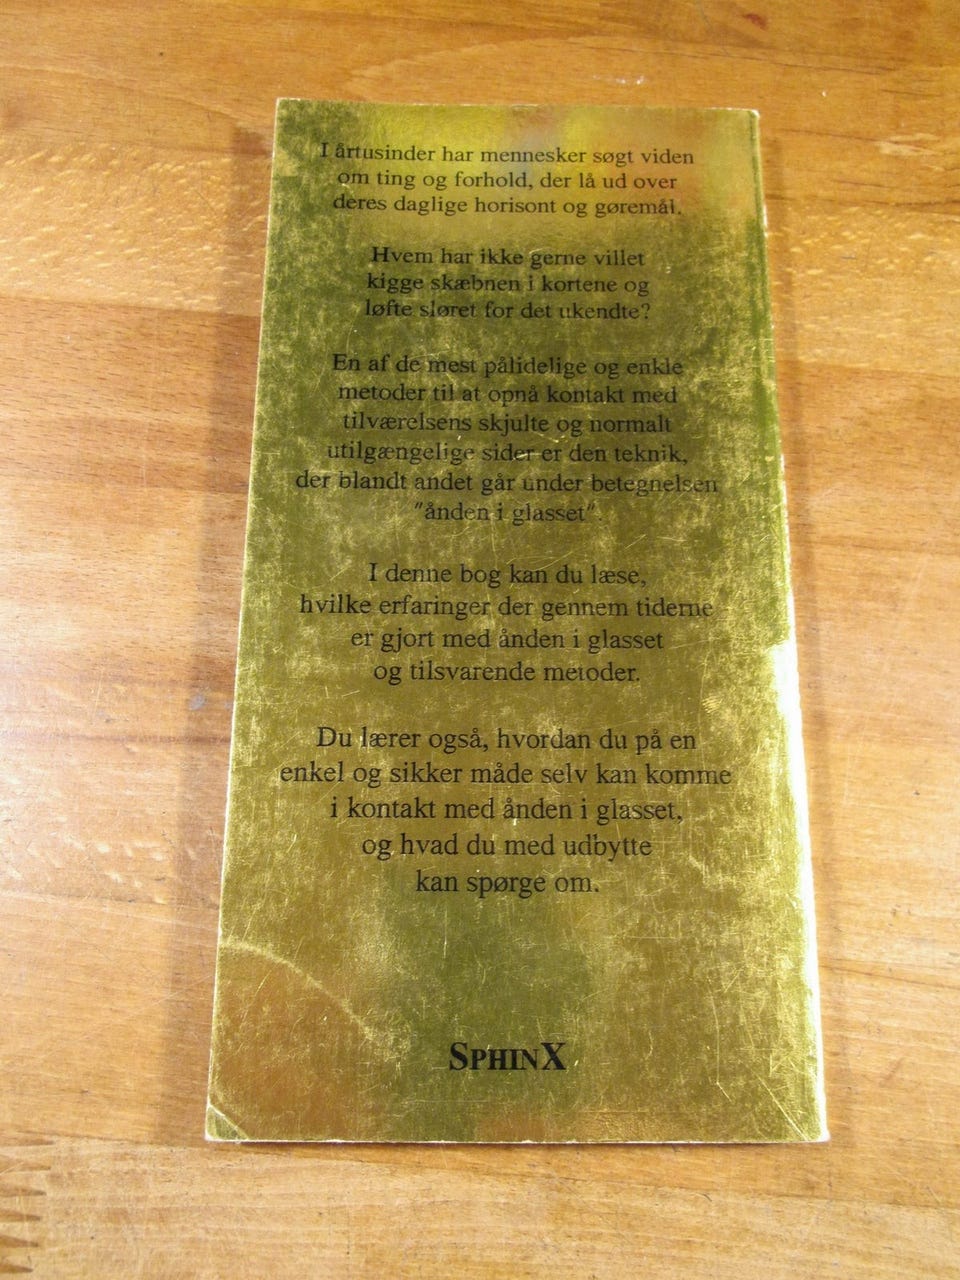 I årtusinder har mennesker søgt viden
om ting og forhold, der lå ud over
deres daglige horisont og gøremål.
Hvem har ikke gerne villet
kigge skæbnen i kortene og
løfte sløret for det ukendte?
En af de mest pålidelige og enkle
metoder til at opnå kontakt med
tilværelsens skjulte og normalt
utilgængelige sider er den teknik,
der blandt andet går under betegnelsen
"ånden i glasset".
I denne bog kan du læse,
hvilke erfaringer der gennem tiderne
er gjort med ånden i glasset
og tilsvarende metoder.
Du lærer også, hvordan du på en
enkel og sikker måde selv kan komme
i kontakt med ånden i glasset,
og hvad du med udbytte
kan spørge om.
SPHINX